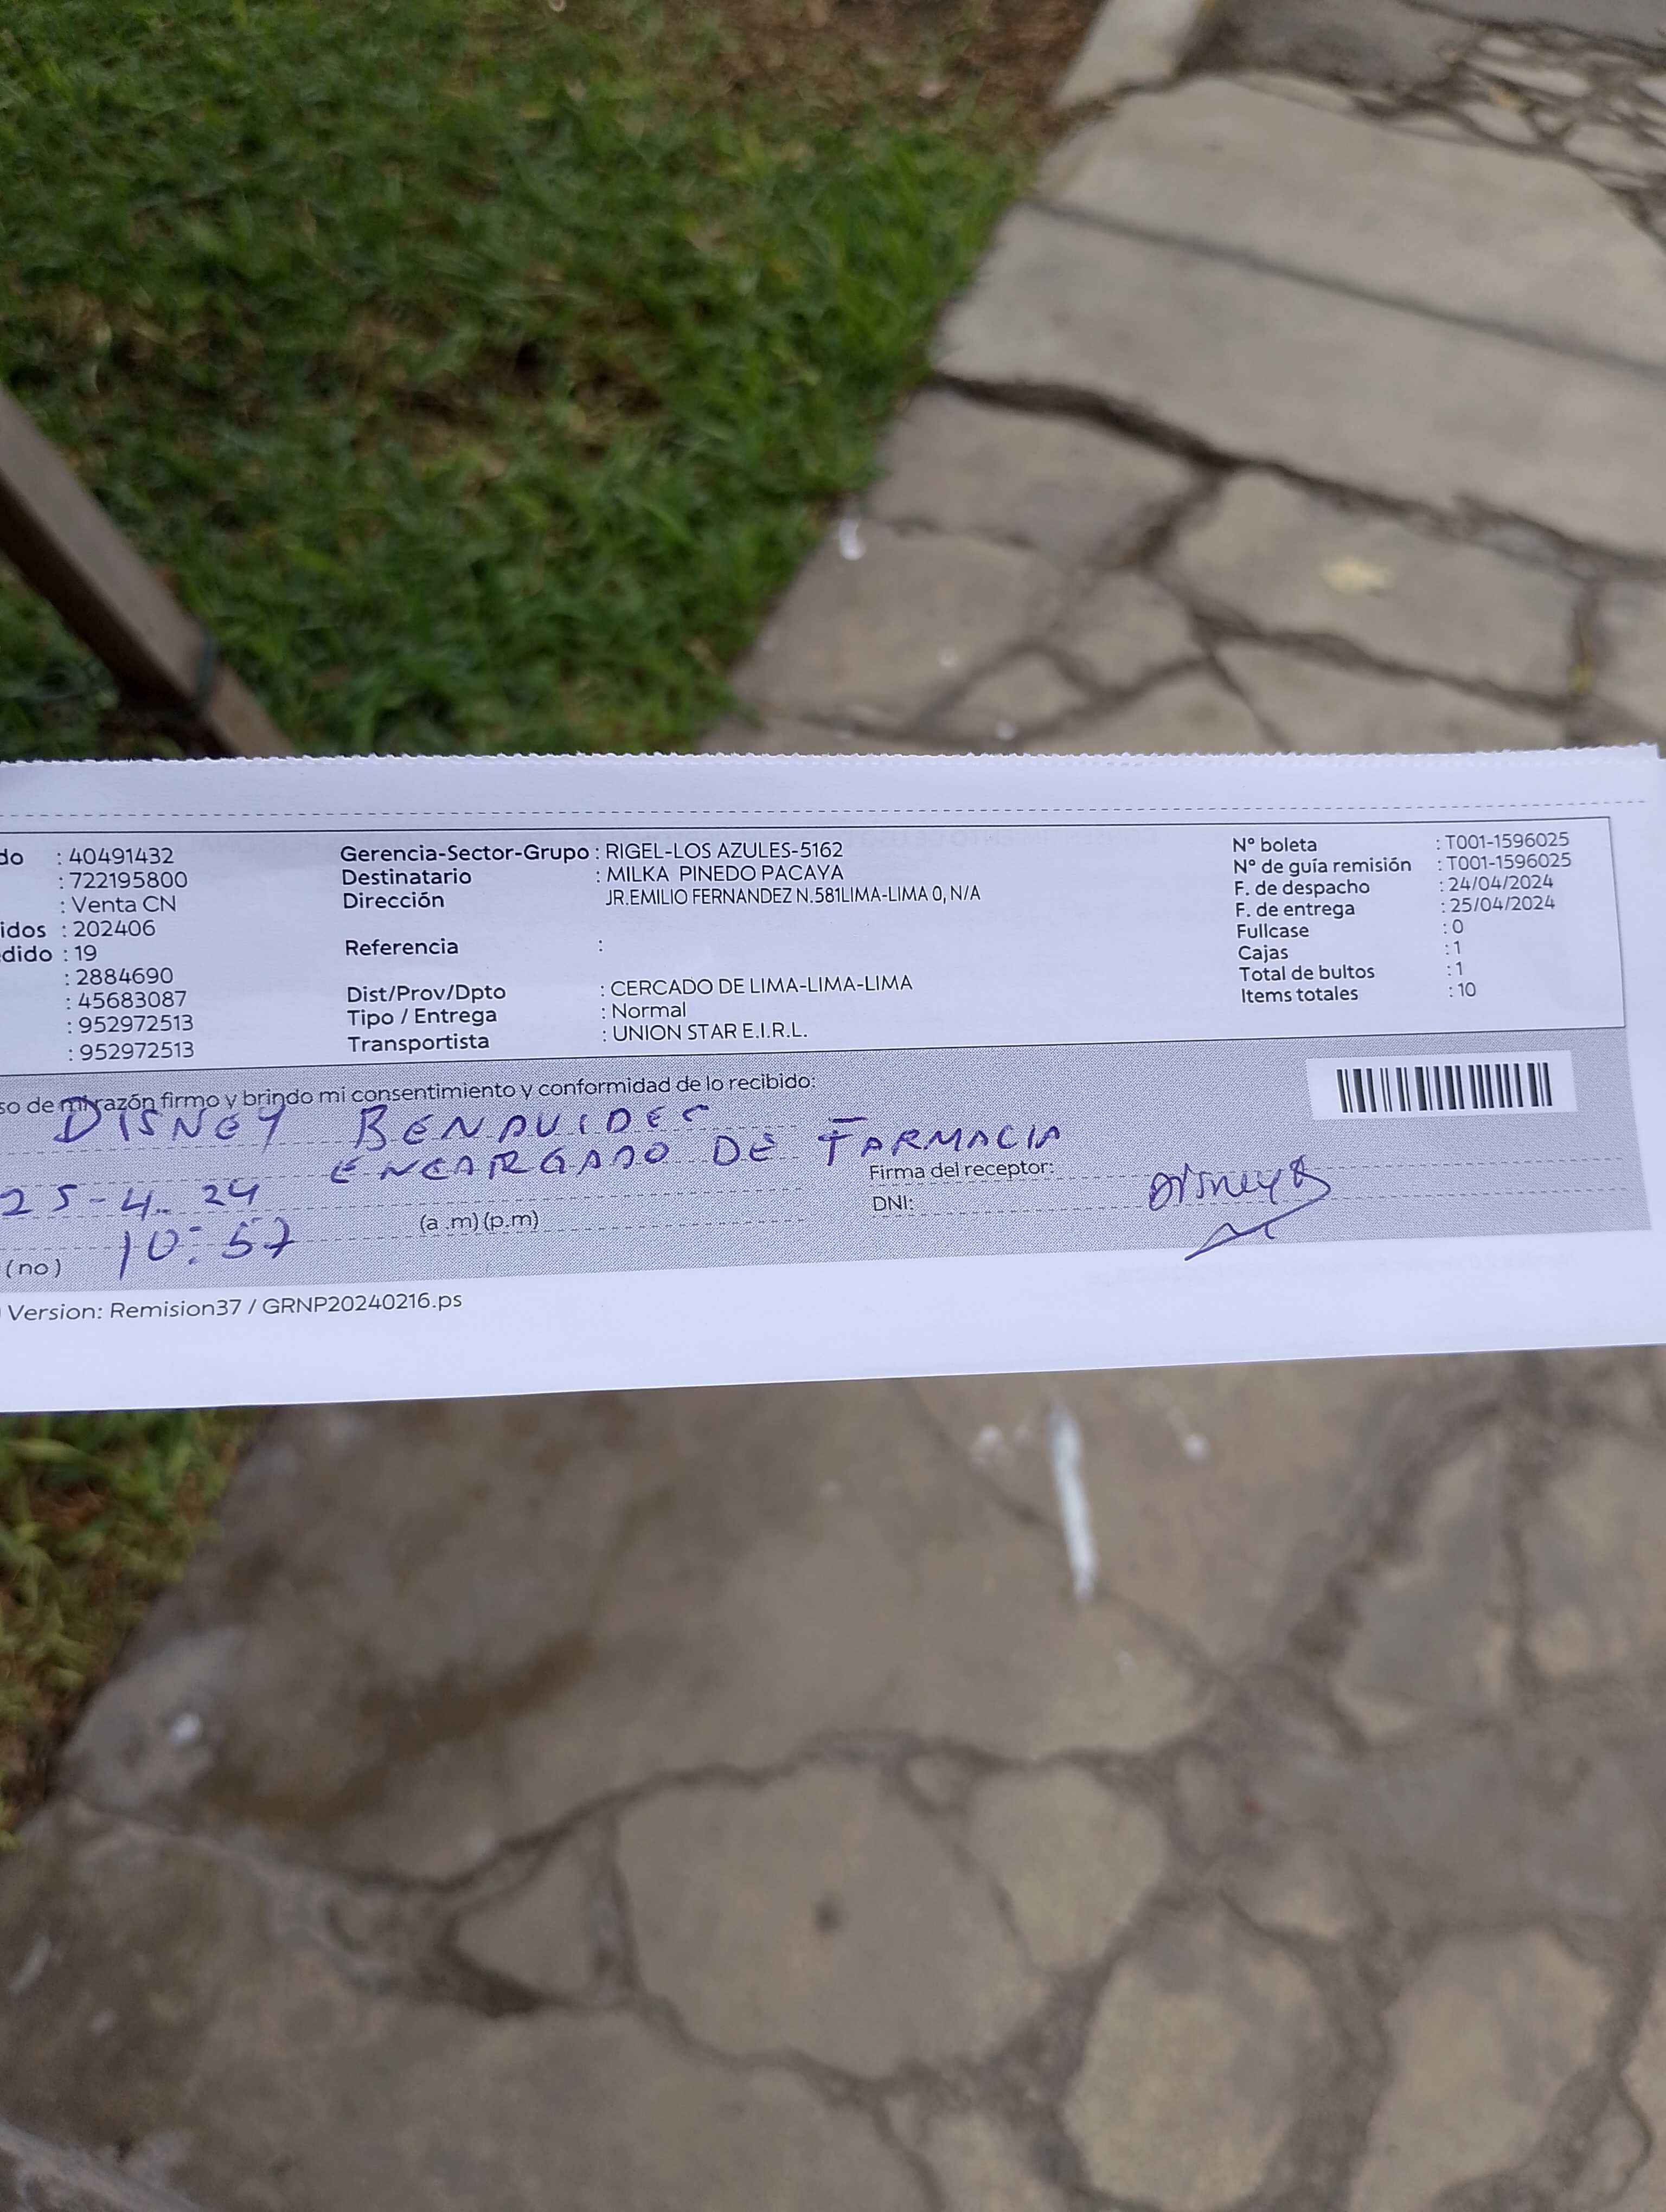 do : 40491432
: 722195800
: Venta CN
idos : 202406
dido : 19
: 2884690
: 45683087
: 952972513
: 952972513
Gerencia-Sector-Grupo : RIGEL-LOS AZULES-5162
Destinatario : MILKA PINEDO PACAYA
Dirección JR.EMILIO FERNANDEZ N.581LIMA-LIMA 0, N/A
Referencia :
Dist/Prov/Dpto : CERCADO DE LIMA-LIMA-LIMA
Tipo / Entrega : Normal
Transportista : UNION STAR E.I.R.L.
N° boleta : T001-1596025
N° de guía remisión : T001-1596025
F. de despacho : 24/04/2024
F. de entrega : 25/04/2024
Fullcase : 0
Cajas : 1
Total de bultos : 1
Items totales : 10
so de mi razón firmo y brindo mi consentimiento y conformidad de lo recibido:
DISNEY BENAVIDES
ENCARGADO DE FARMACIA
Firma del receptor:
25-4.24
DNI:
Disney B
10:57 (a .m) (p.m)
(no)
Version: Remision37 / GRNP20240216.ps